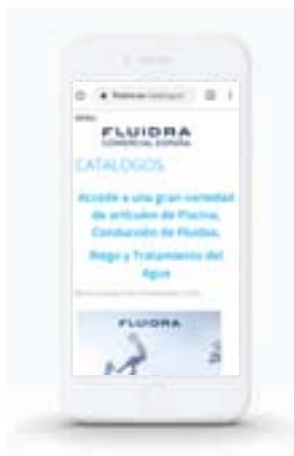 MENU
FLUIDRA
COMERCIAL ESPAÑA
CATALOGOS
Accede a una gran variedad
de artículos de Piscina,
Conducción de Fluidos,
Riego y Tratamiento del
Agua
FLUIDRA